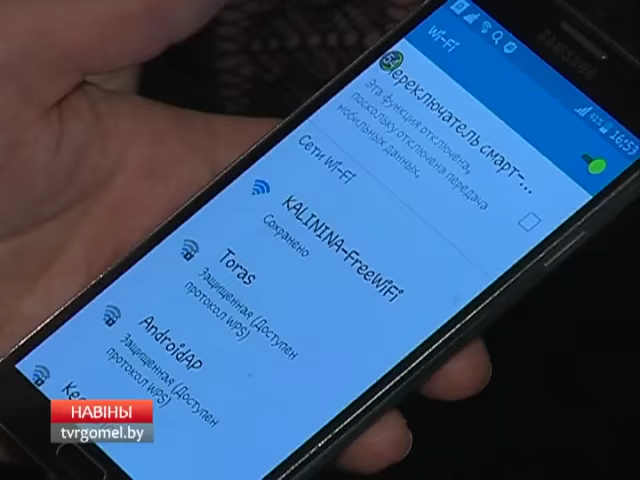 SAMSUNG
41% 16:53
Wi-Fi
Переключатель смарт-...
Эта функция отключена,
поскольку отключена передача
мобильных данных.
Сети Wi-Fi
KALININA-FreeWiFi
Сохранено
Toras
Защищенная (Доступен
протокол WPS)
AndroidAp
Защищенная (Доступен
протокол WPS)
НАВІНЫ
tvrgomel.by